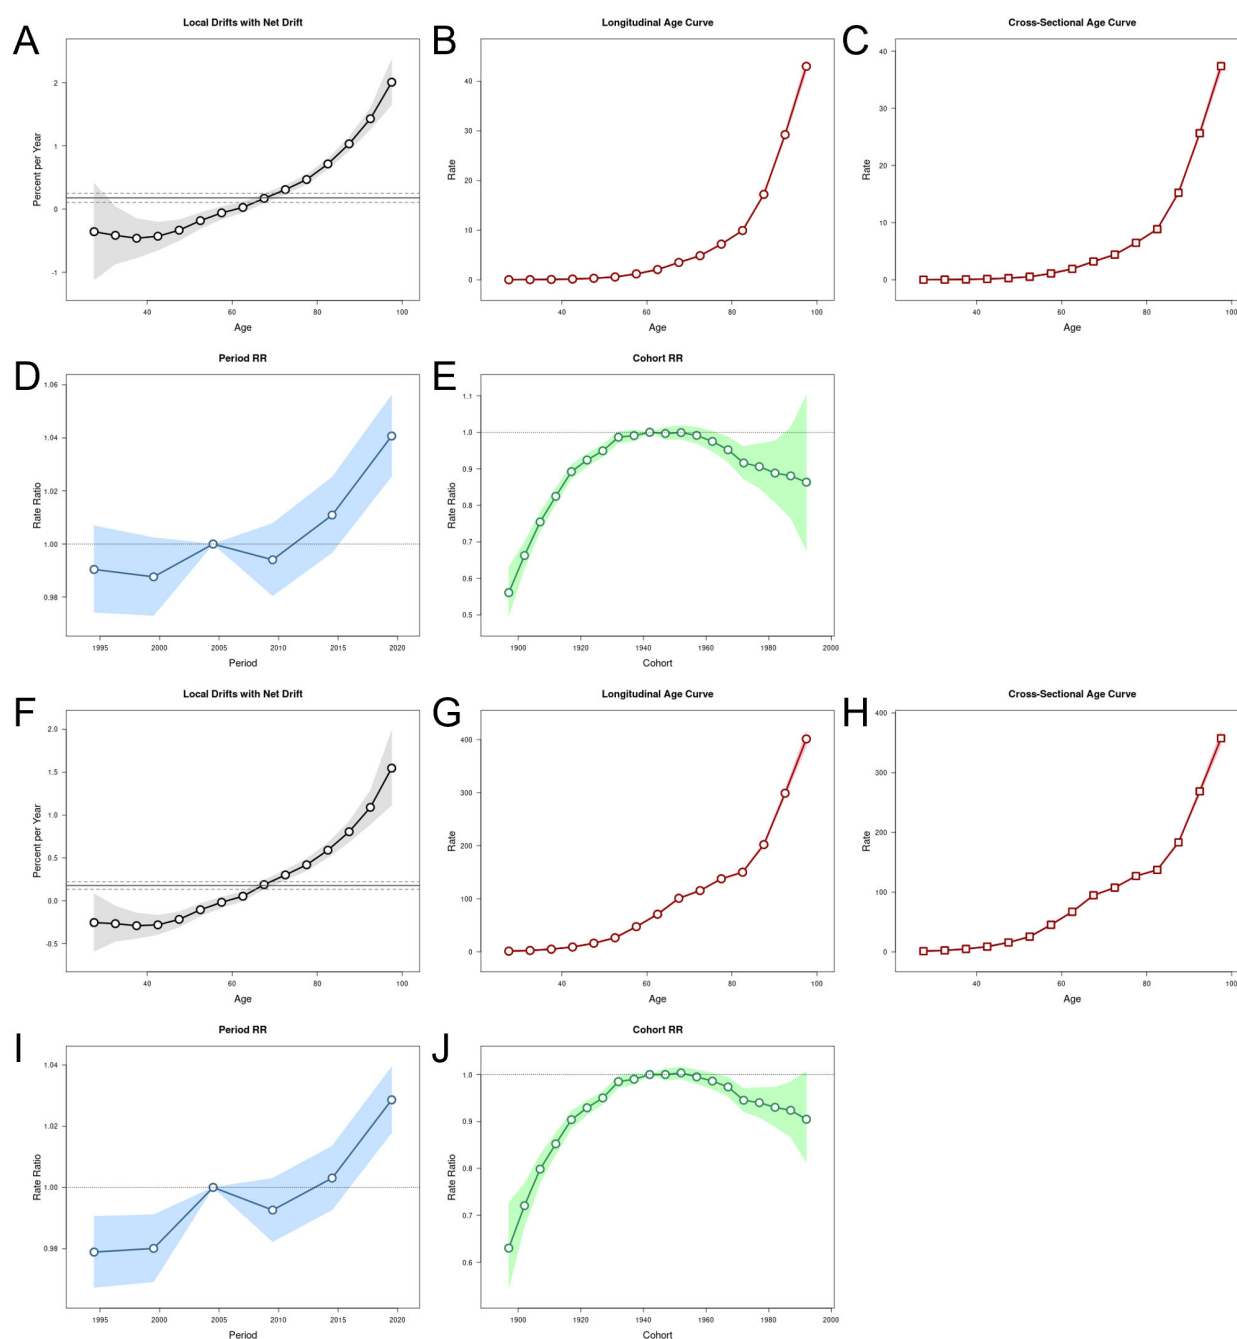 A
Local Drifts with Net Drift
Percent per Year
2
1
0
-1
40
60
80
100
Age
B
Longitudinal Age Curve
Rate
40
30
20
10
0
40
60
80
100
Age
C
Cross-Sectional Age Curve
Rate
40
30
20
10
0
40
60
80
100
Age
D
Period RR
Rate Ratio
1.06
1.04
1.02
1.00
0.98
1995
2000
2005
2010
2015
2020
Period
E
Cohort RR
Rate Ratio
1.1
1.0
0.9
0.8
0.7
0.6
0.5
1900
1920
1940
1960
1980
2000
Cohort
F
Local Drifts with Net Drift
Percent per Year
2.0
1.5
1.0
0.5
0.0
-0.5
40
60
80
100
Age
G
Longitudinal Age Curve
Rate
400
300
200
100
0
40
60
80
100
Age
H
Cross-Sectional Age Curve
Rate
400
300
200
100
0
40
60
80
100
Age
I
Period RR
Rate Ratio
1.04
1.02
1.00
0.98
1995
2000
2005
2010
2015
2020
Period
J
Cohort RR
Rate Ratio
1.0
0.9
0.8
0.7
0.6
1900
1920
1940
1960
1980
2000
Cohort